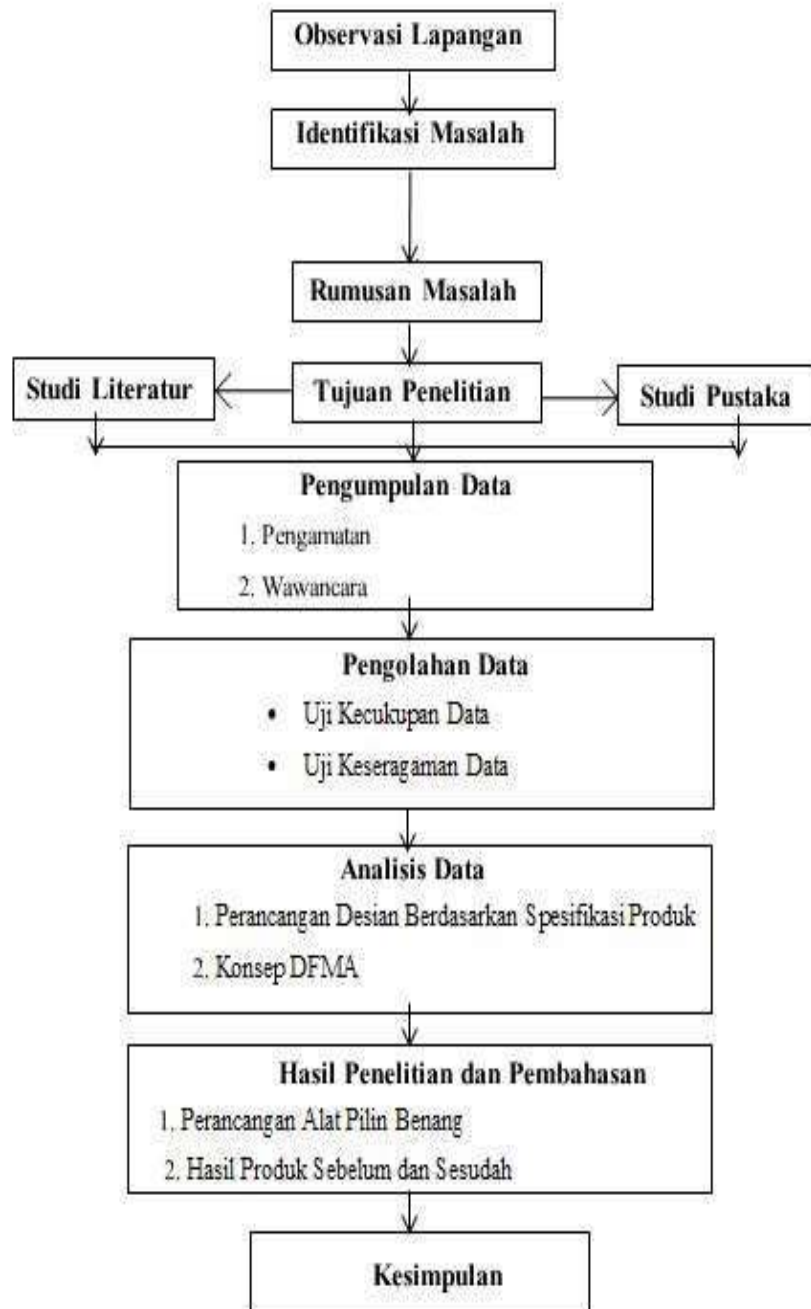 Observasi Lapangan
Identifikasi Masalah
Rumusan Masalah
Studi Literatur
Tujuan Penelitian
Studi Pustaka
Pengumpulan Data
1. Pengamatan
2. Wawancara
Pengolahan Data
• Uji Kecukupan Data
• Uji Keseragaman Data
Analisis Data
1. Perancangan Desian Berdasarkan Spesifikasi Produk
2. Konsep DFMA
Hasil Penelitian dan Pembahasan
1. Perancangan Alat Pilin Benang
2. Hasil Produk Sebelum dan Sesudah
Kesimpulan